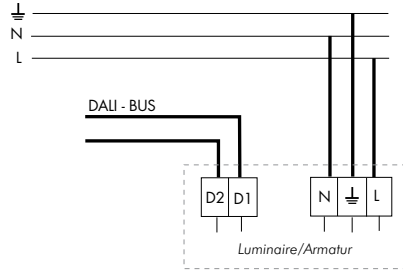 N
L
DALI - BUS
D2 D1 N L
Luminaire/Armatur